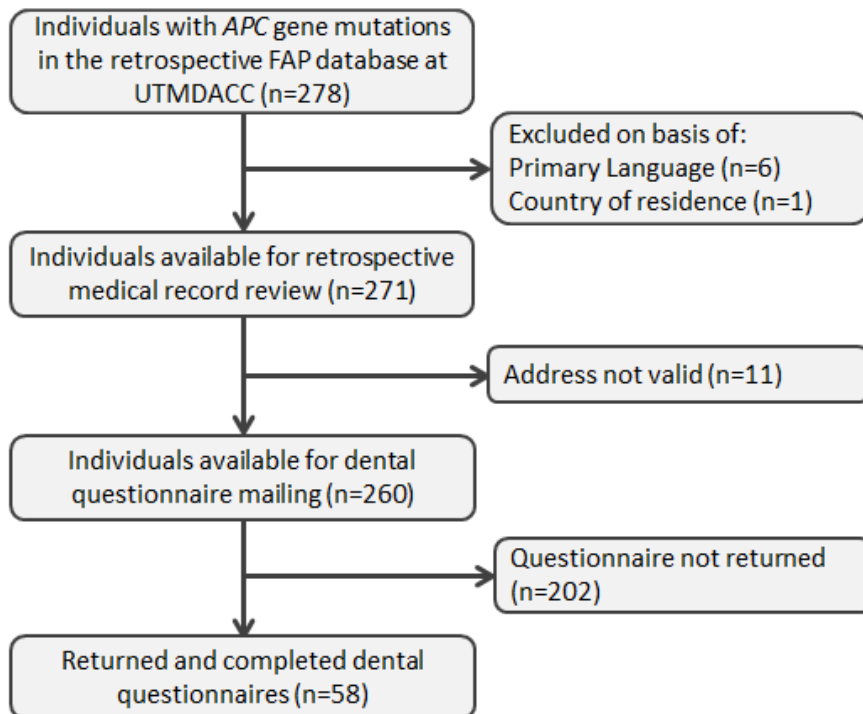 Individuals with APC gene mutations
in the retrospective FAP database at
UTMDACC (n=278)
Excluded on basis of:
Primary Language (n=6)
Country of residence (n=1)
Individuals available for retrospective
medical record review (n=271)
Address not valid (n=11)
Individuals available for dental
questionnaire mailing (n=260)
Questionnaire not returned
(n=202)
Returned and completed dental
questionnaires (n=58)